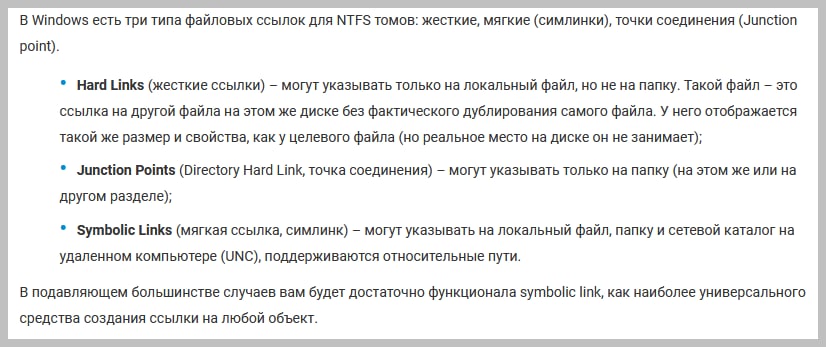 В Windows есть три типа файловых ссылок для NTFS томов: жесткие, мягкие (симлинки), точки соединения (Junction
point).
• Hard Links (жесткие ссылки) – могут указывать только на локальный файл, но не на папку. Такой файл – это
ссылка на другой файла на этом же диске без фактического дублирования самого файла. У него отображается
такой же размер и свойства, как у целевого файла (но реальное место на диске он не занимает);
• Junction Points (Directory Hard Link, точка соединения) – могут указывать только на папку (на этом же или на
другом разделе);
• Symbolic Links (мягкая ссылка, симлинк) – могут указывать на локальный файл, папку и сетевой каталог на
удаленном компьютере (UNC), поддерживаются относительные пути.
В подавляющем большинстве случаев вам будет достаточно функционала symbolic link, как наиболее универсального
средства создания ссылки на любой объект.